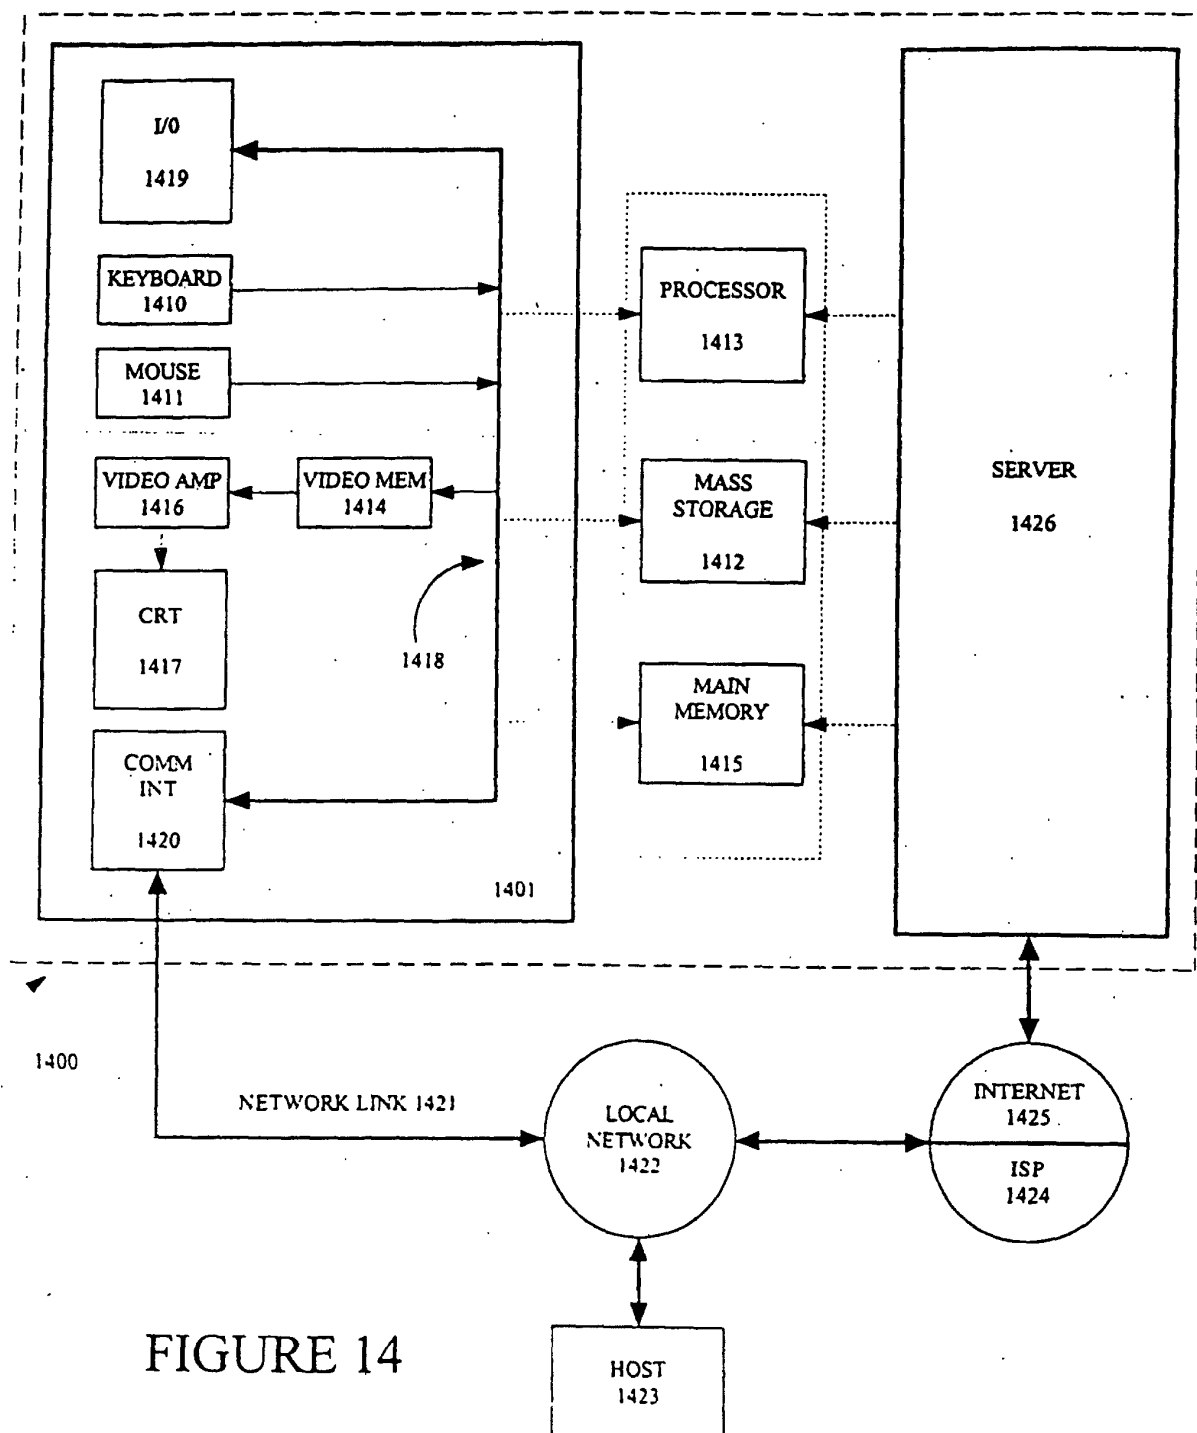 I/0
1419
KEYBOARD
1410
MOUSE
1411
VIDEO AMP
1416
VIDEO MEM
1414
CRT
1417
1418
COMM
INT
1420
1401
PROCESSOR
1413
MASS
STORAGE
1412
MAIN
MEMORY
1415
SERVER
1426
1400
NETWORK LINK 1421
LOCAL
NETWORK
1422
INTERNET
1425
ISP
1424
HOST
1423
FIGURE 14